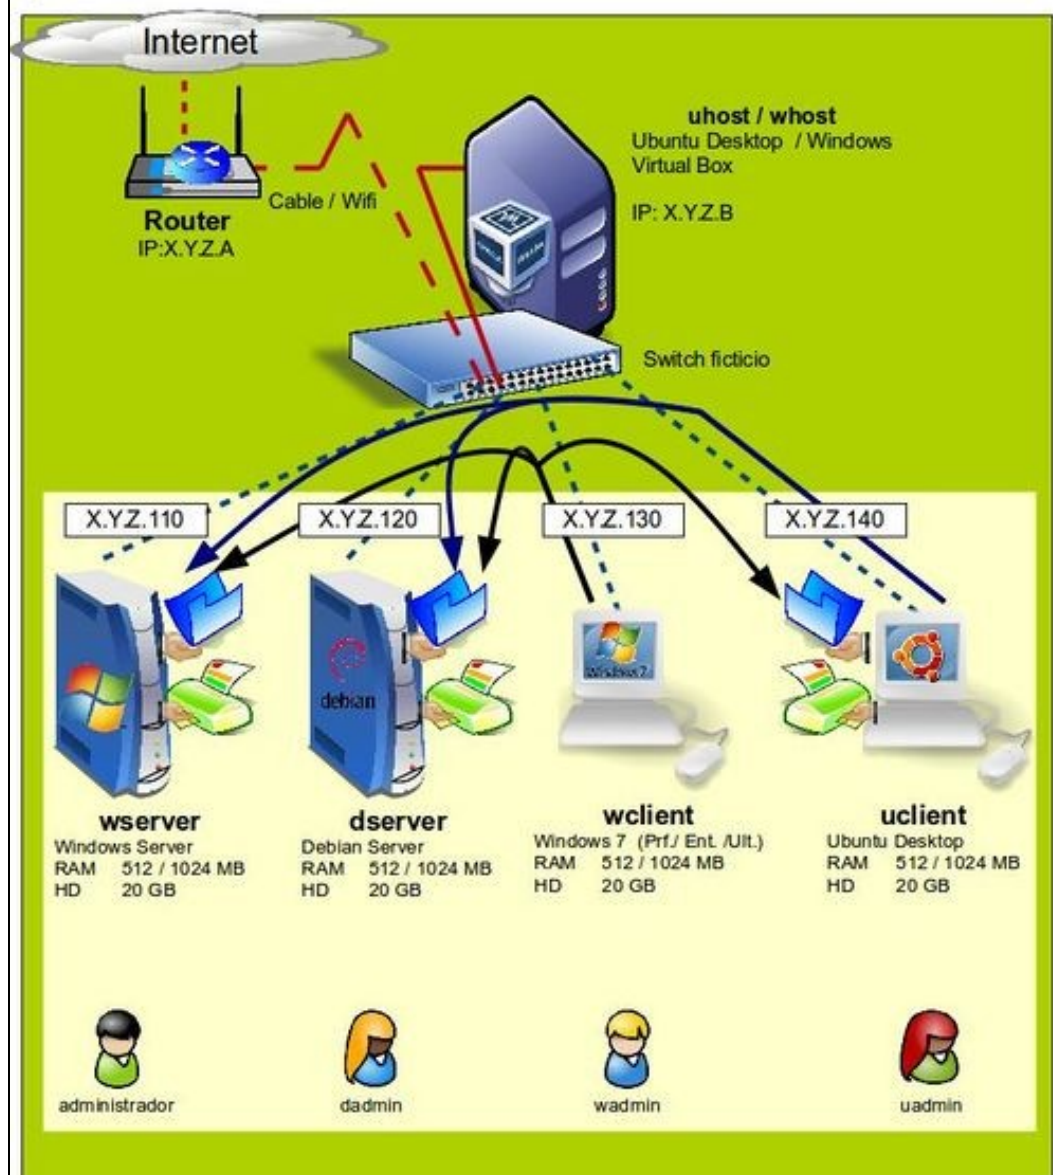 Internet
uhost / whost
Ubuntu Desktop / Windows
Virtual Box
IP: X.Y.Z.B
Cable / Wifi
Router
IP:X.Y.Z.A
Switch ficticio
X.Y.Z.110
X.Y.Z.120
X.Y.Z.130
X.Y.Z.140
debian
Windows 7
wserver
Windows Server
RAM 512 / 1024 MB
HD 20 GB
dserver
Debian Server
RAM 512 / 1024 MB
HD 20 GB
wclient
Windows 7 (Prf./ Ent. /Ult.)
RAM 512 / 1024 MB
HD 20 GB
uclient
Ubuntu Desktop
RAM 512 / 1024 MB
HD 20 GB
administrador
dadmin
wadmin
uadmin